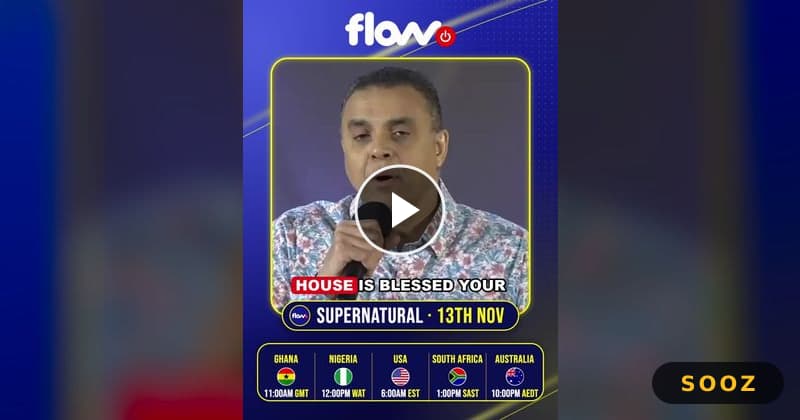 flow
HOUSE IS BLESSED YOUR
flow SUPERNATURAL · 13TH NOV
GHANA NIGERIA USA SOUTH AFRICA AUSTRALIA
11:00AM GMT 12:00PM WAT 6:00AM EST 1:00PM SAST 10:00PM AEDT
SOOZ